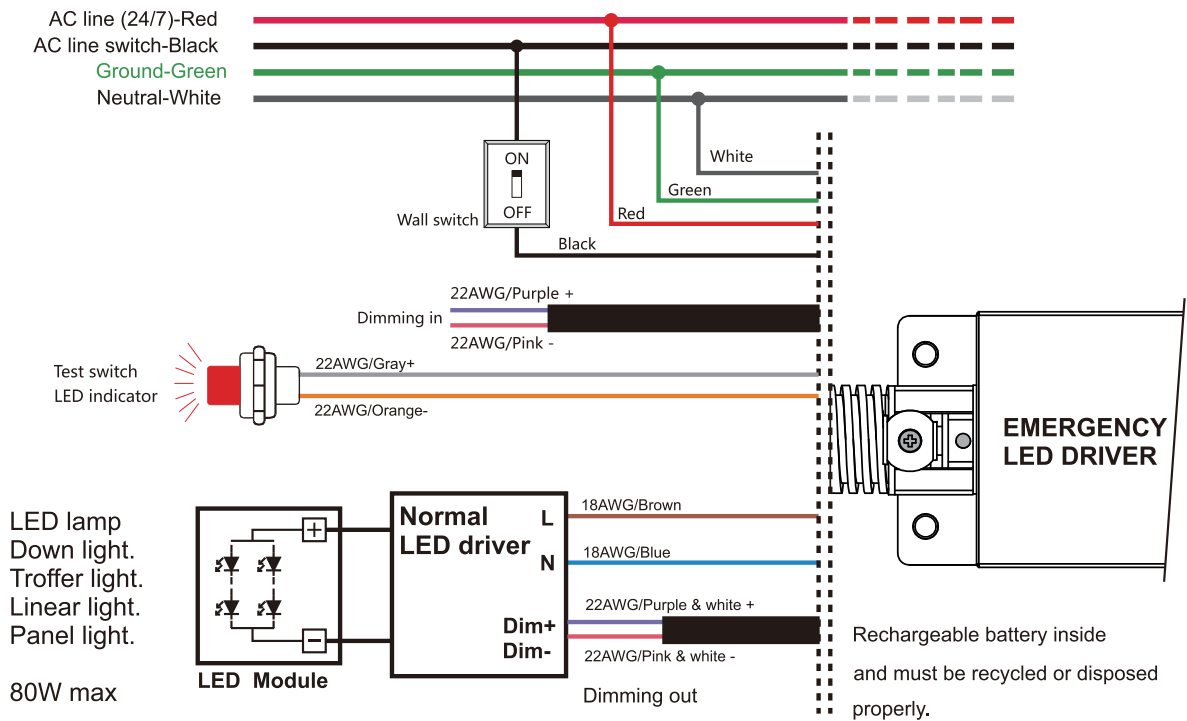 AC line (24/7)-Red
AC line switch-Black
Ground-Green
Neutral-White
ON
OFF
Wall switch
White
Green
Red
Black
22AWG/Purple +
Dimming in
22AWG/Pink -
Test switch
LED indicator
22AWG/Gray+
22AWG/Orange-
EMERGENCY
LED DRIVER
LED lamp
Down light.
Troffer light.
Linear light.
Panel light.
80W max
+
-
LED Module
Normal
LED driver
L
N
Dim+
Dim-
18AWG/Brown
18AWG/Blue
22AWG/Purple & white +
22AWG/Pink & white -
Dimming out
Rechargeable battery inside
and must be recycled or disposed
properly.